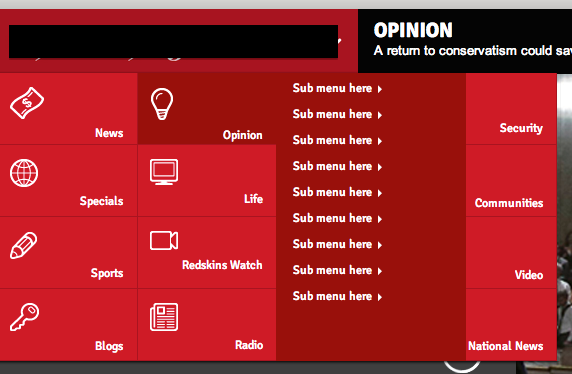 OPINION
A return to conservatism could sa
News
Opinion
Sub menu here
Sub menu here
Sub menu here
Sub menu here
Sub menu here
Sub menu here
Sub menu here
Sub menu here
Sub menu here
Security
Specials
Life
Communities
Sports
Redskins Watch
Video
Blogs
Radio
National News